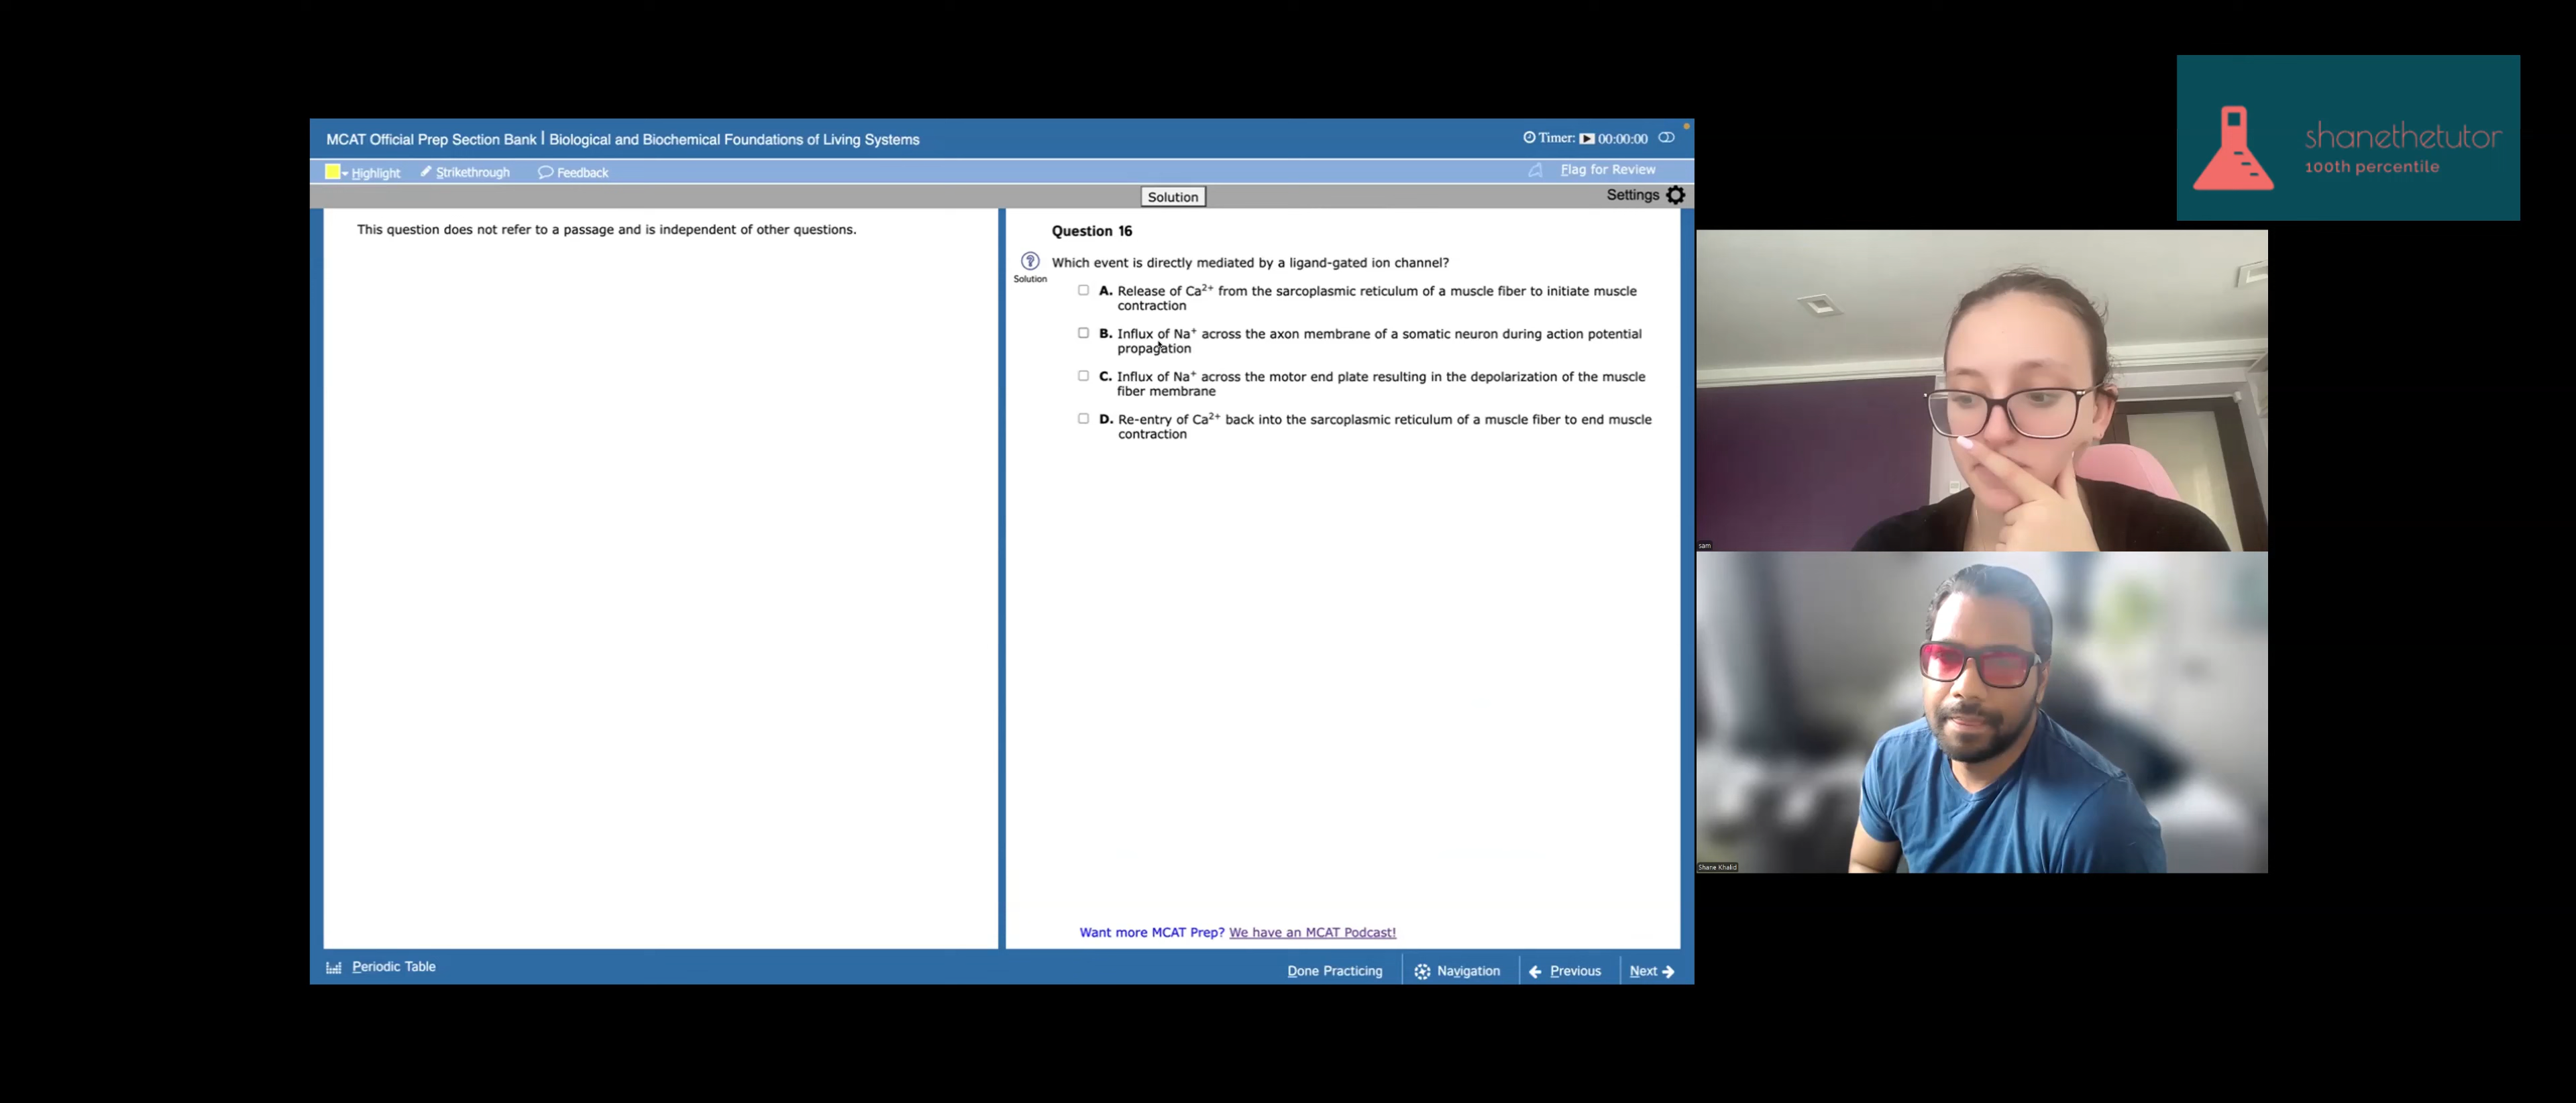 MCAT Official Prep Section Bank | Biological and Biochemical Foundations of Living Systems
Timer: 00:00:00
Highlight
Strikethrough
Feedback
Flag for Review
Solution
Settings
This question does not refer to a passage and is independent of other questions.
Question 16
Solution
Which event is directly mediated by a ligand-gated ion channel?
A. Release of Ca²⁺ from the sarcoplasmic reticulum of a muscle fiber to initiate muscle
contraction
B. Influx of Na⁺ across the axon membrane of a somatic neuron during action potential
propagation
C. Influx of Na⁺ across the motor end plate resulting in the depolarization of the muscle
fiber membrane
D. Re-entry of Ca²⁺ back into the sarcoplasmic reticulum of a muscle fiber to end muscle
contraction
Want more MCAT Prep? We have an MCAT Podcast!
Periodic Table
Done Practicing
Navigation
Previous
Next
shanethetutor
100th percentile
sam
Shane Khalid